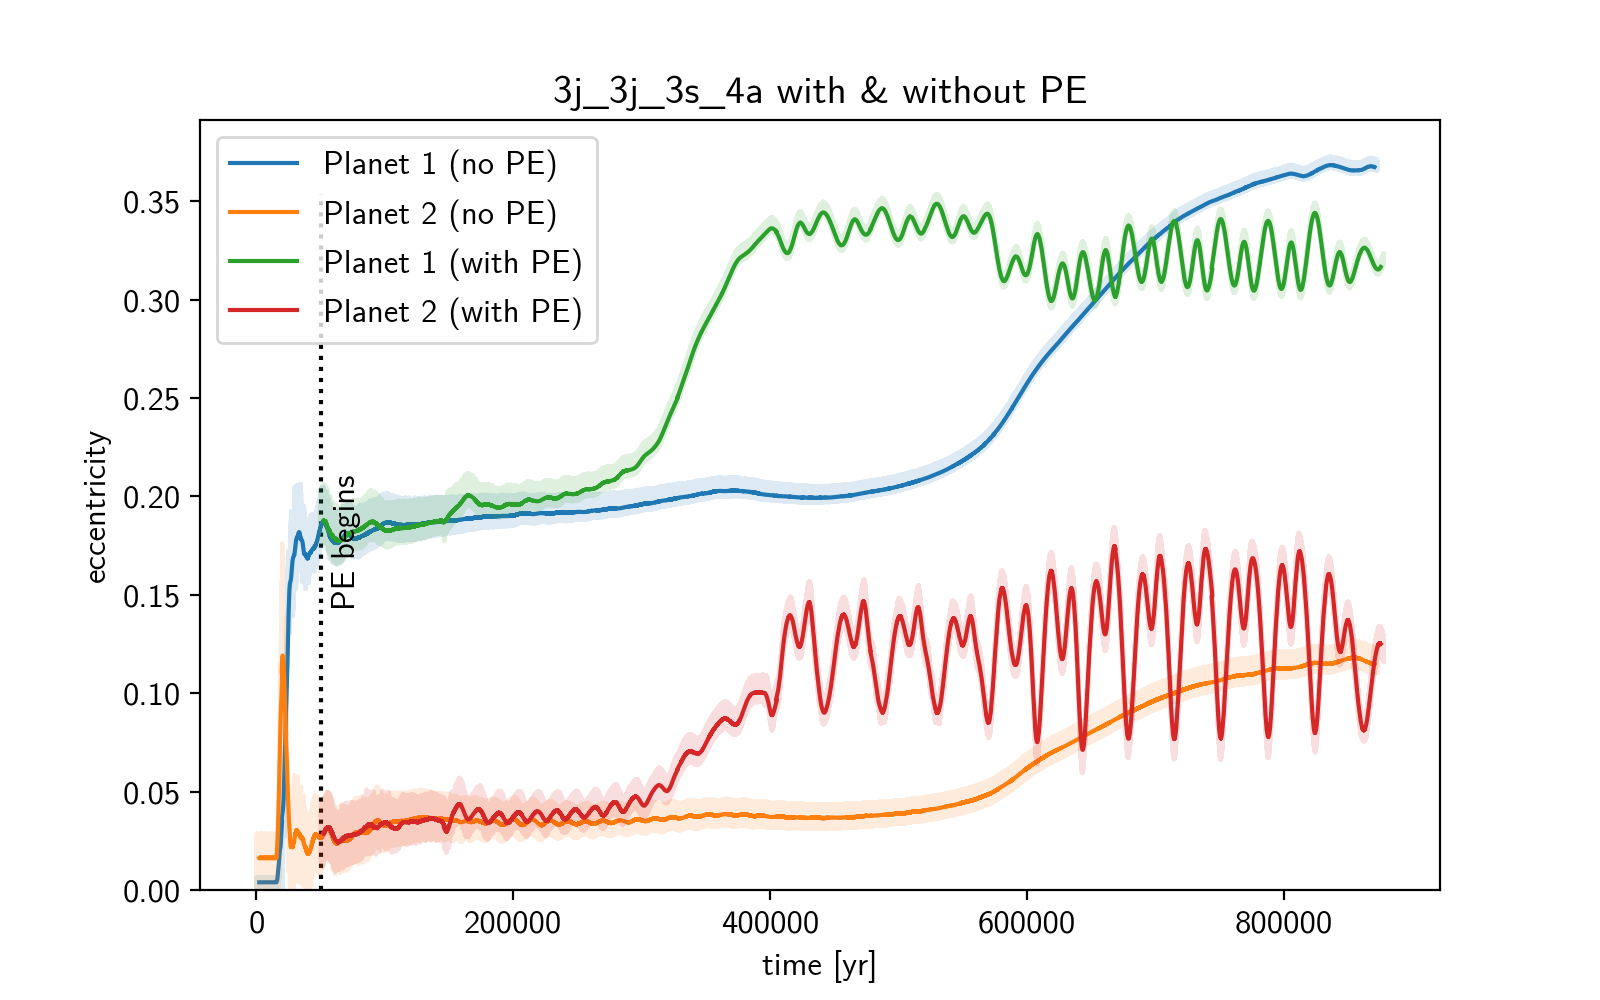 3j_3j_3s_4a with & without PE
Planet 1 (no PE)
Planet 2 (no PE)
Planet 1 (with PE)
Planet 2 (with PE)
0.35
0.30
0.25
0.20
0.15
0.10
0.05
0.00
eccentricity
PE begins
0
200000
400000
600000
800000
time [yr]